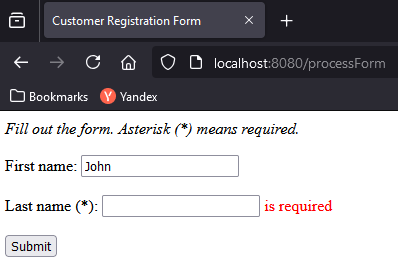 Customer Registration Form
localhost:8080/processForm
Bookmarks Yandex
Fill out the form. Asterisk (*) means required.
First name: John
Last name (*): is required
Submit